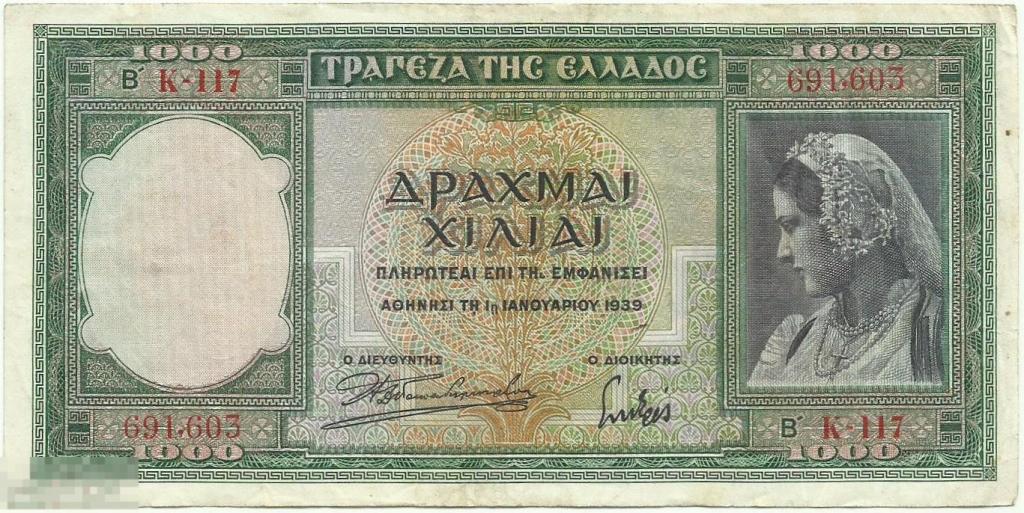 1000 1000
Β΄ Κ-117 ΤΡΑΠΕΖΑ ΤΗΣ ΕΛΛΑΔΟΣ 691,603
ΔΡΑΧΜΑΙ
ΧΙΛΙΑΙ
ΠΛΗΡΩΤΕΑΙ ΕΠΙ ΤΗ, ΕΜΦΑΝΙΣΕΙ
ΑΘΗΝΗΣΙ ΤΗ 1η ΙΑΝΟΥΑΡΙΟΥ 1939
Ο ΔΙΕΥΘΥΝΤΗΣ Ο ΔΙΟΙΚΗΤΗΣ
691,603 Β΄ Κ-117
1000 1000